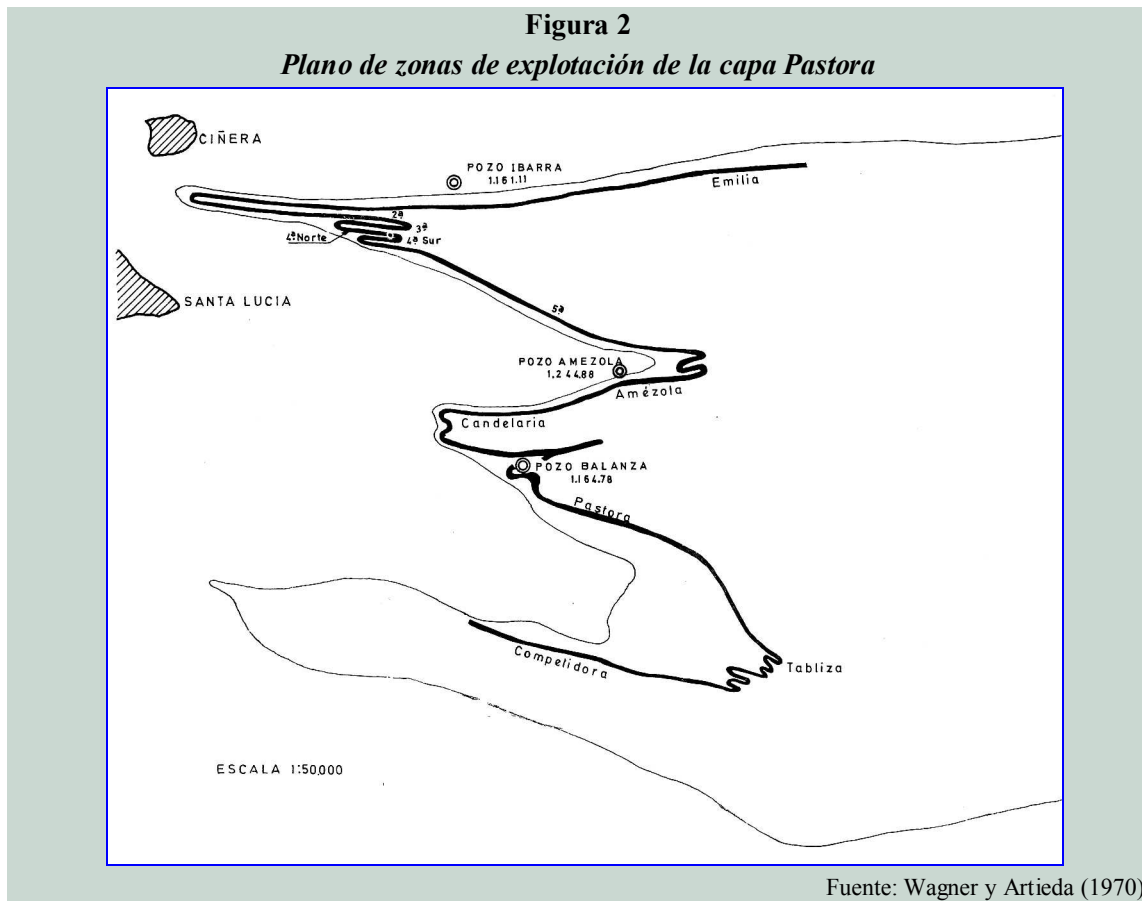 Figura 2
Plano de zonas de explotación de la capa Pastora
CIÑERA
POZO IBARRA
1.161.11
Emilia
2ª
3ª
4ª Norte
4ª Sur
SANTA LUCIA
5ª
POZO AMEZOLA
1.244.88
Amézola
Candelaria
POZO BALANZA
1.164.78
Pastora
Competidora
Tabliza
ESCALA 1:50.000
Fuente: Wagner y Artieda (1970)